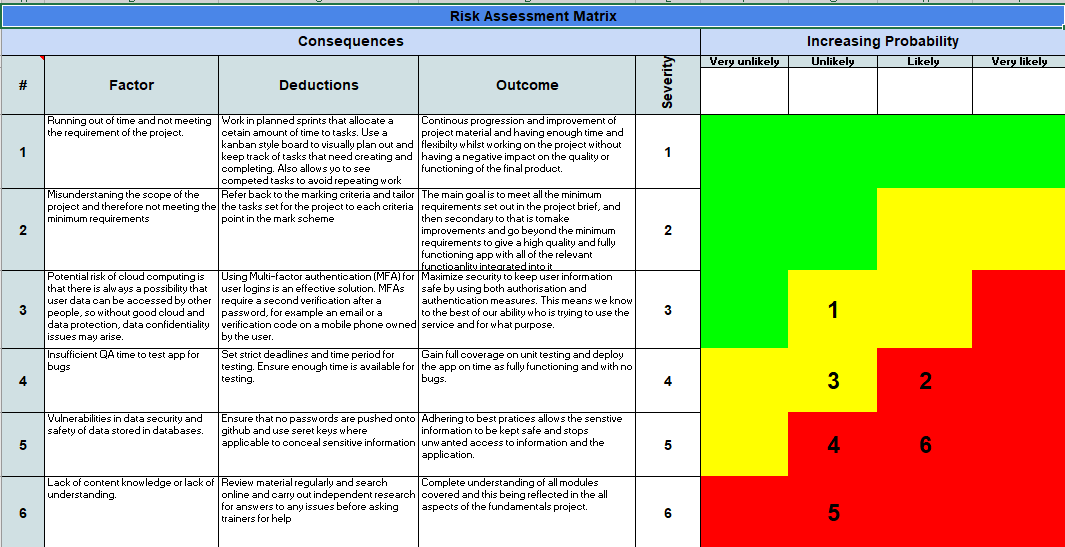 Risk Assessment Matrix
Consequences
Increasing Probability
#
Factor
Deductions
Outcome
Severity
Very unlikely
Unlikely
Likely
Very likely
1
Running out of time and not meeting
the requirement of the project.
Work in planned sprints that allocate a
cetain amount of time to tasks. Use a
kanban style board to visually plan out and
keep track of tasks that need creating and
completing. Also allows yo to see
competed tasks to avoid repeating work
Continous progression and improvement of
project material and having enough time and
flexibilty whilst working on the project without
having a negative impact on the quality or
functioning of the final product.
1
2
Misunderstaning the scope of the
project and therefore not meeting the
minimum requirements
Refer back to the marking criteria and tailor
the tasks set for the project to each criteria
point in the mark scheme
The main goal is to meet all the minimum
requirements set out in the project brief, and
then secondary to that is tomake
improvements and go beyond the minimum
requirements to give a high quality and fully
functioning app with all of the relevant
functioanlity integrated into it
2
3
Potential risk of cloud computing is
that there is always a possibility that
user data can be accessed by other
people, so without good cloud and
data protection, data confidentiality
issues may arise.
Using Multi-factor authentication (MFA) for
user logins is an effective solution. MFAs
require a second verification after a
password, for example an email or a
verification code on a mobile phone owned
by the user.
Maximize security to keep user information
safe by using both authorisation and
authentication measures. This means we know
to the best of our ability who is trying to use the
service and for what purpose.
3
1
4
Insufficient QA time to test app for
bugs
Set strict deadlines and time period for
testing. Ensure enough time is available for
testing.
Gain full coverage on unit testing and deploy
the app on time as fully functioning and with no
bugs.
4
3
2
5
Vulnerabilities in data security and
safety of data stored in databases.
Ensure that no passwords are pushed onto
github and use seret keys where
applicable to conceal sensitive information
Adhering to best pratices allows the senstive
information to be kept safe and stops
unwanted access to information and the
application.
5
4
6
6
Lack of content knowledge or lack of
understanding.
Review material regularly and search
online and carry out independent research
for answers to any issues before asking
trainers for help
Complete understanding of all modules
covered and this being reflected in the all
aspects of the fundamentals project.
6
5